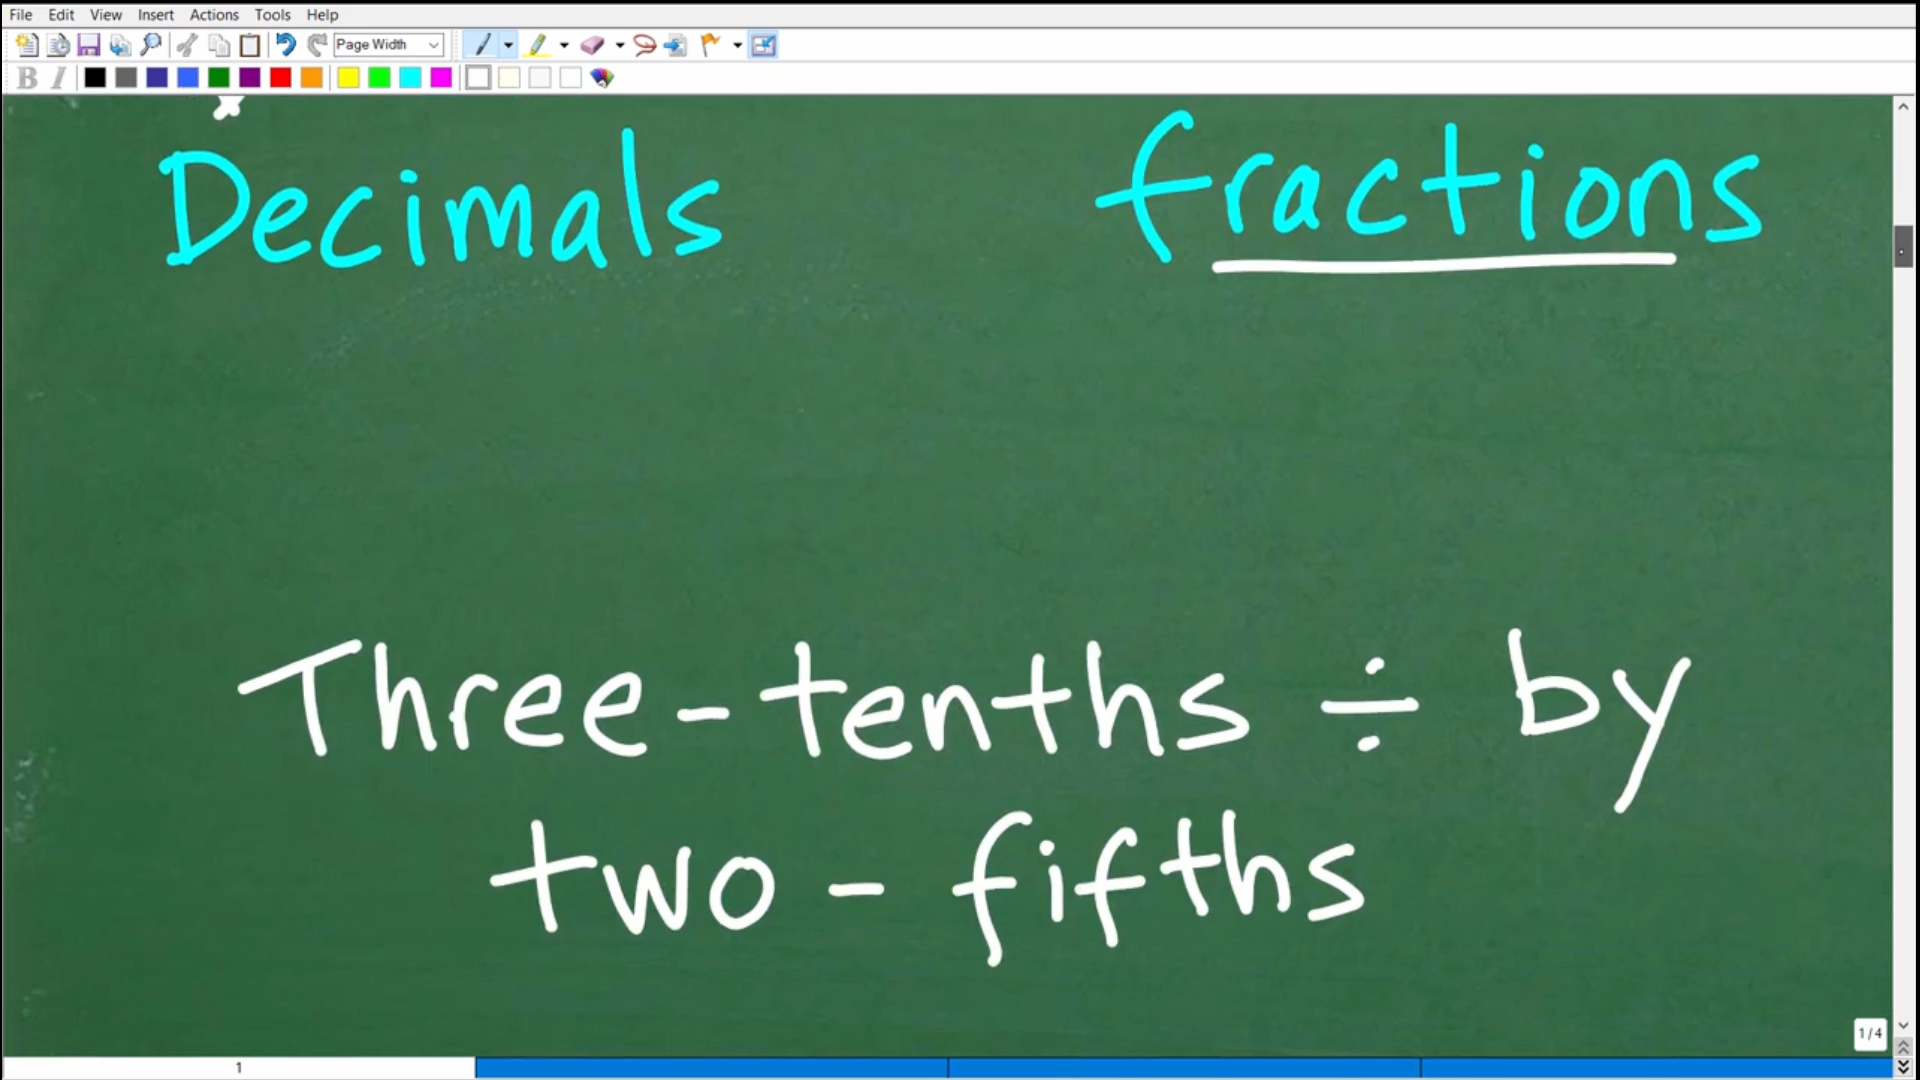 File Edit View Insert Actions Tools Help
Page Width
B I
Decimals fractions
Three-tenths ÷ by
two-fifths
1/4
1